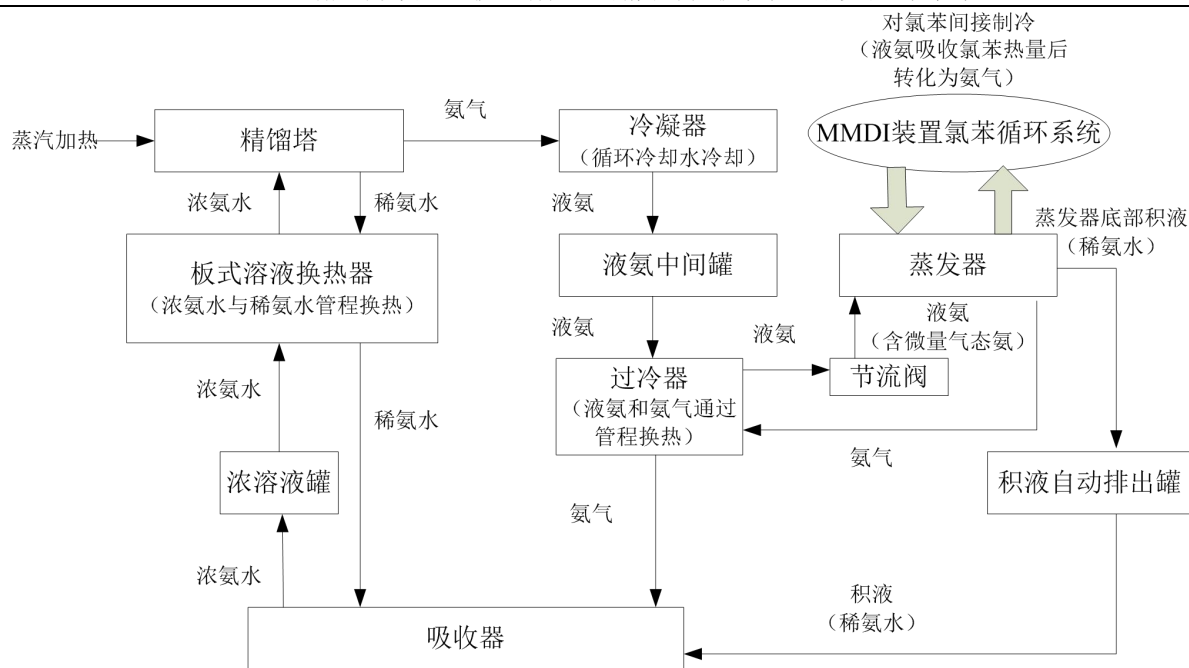 对氯苯间接制冷
（液氨吸收氯苯热量后
转化为氨气）
氨气
蒸汽加热
精馏塔
冷凝器
（循环冷却水冷却）
MMDI装置氯苯循环系统
浓氨水
稀氨水
液氨
蒸发器底部积液
（稀氨水）
板式溶液换热器
（浓氨水与稀氨水管程换热）
液氨中间罐
蒸发器
液氨
液氨
液氨
（含微量气态氨）
浓氨水
稀氨水
过冷器
（液氨和氨气通过
管程换热）
节流阀
氨气
浓溶液罐
积液自动排出罐
氨气
浓氨水
积液
（稀氨水）
吸收器